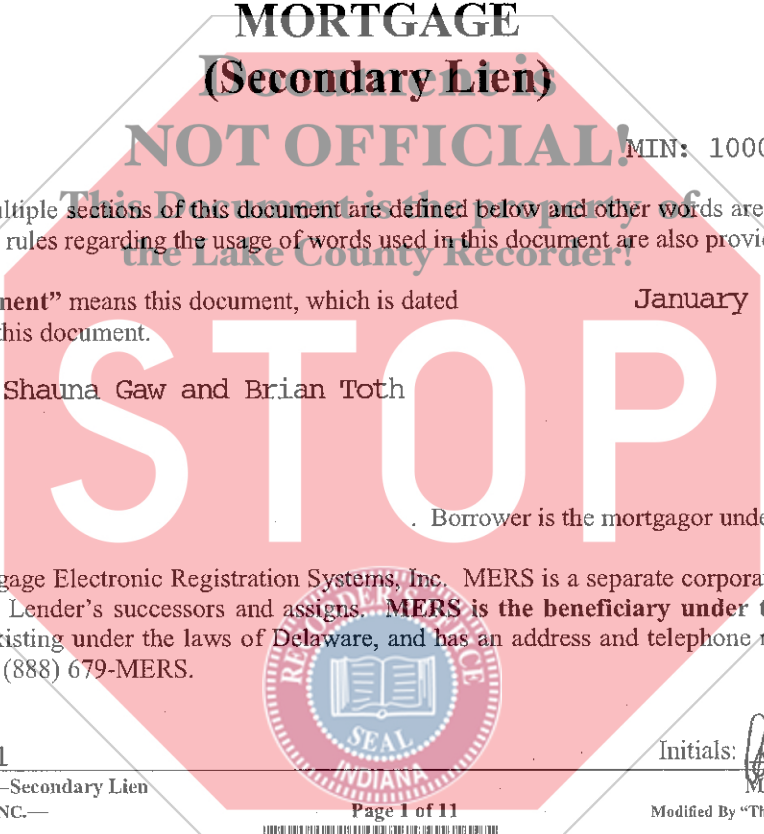 MORTGAGE
(Secondary Lien)
Document is
NOT OFFICIAL!
MIN: 1000
This Document is the property of
the Lake County Recorder!
ultiple sections of this document are defined below and other words are
rules regarding the usage of words used in this document are also provi
nent” means this document, which is dated January
this document.
Shauna Gaw and Brian Toth
STOP
. Borrower is the mortgagor unde
gage Electronic Registration Systems, Inc. MERS is a separate corpora
Lender’s successors and assigns. MERS is the beneficiary under t
xisting under the laws of Delaware, and has an address and telephone
(888) 679-MERS.
RECORDER'S SERVICE
SEAL
INDIANA
Initials:
—Secondary Lien
NC.—
Page 1 of 11
Modified By “Th